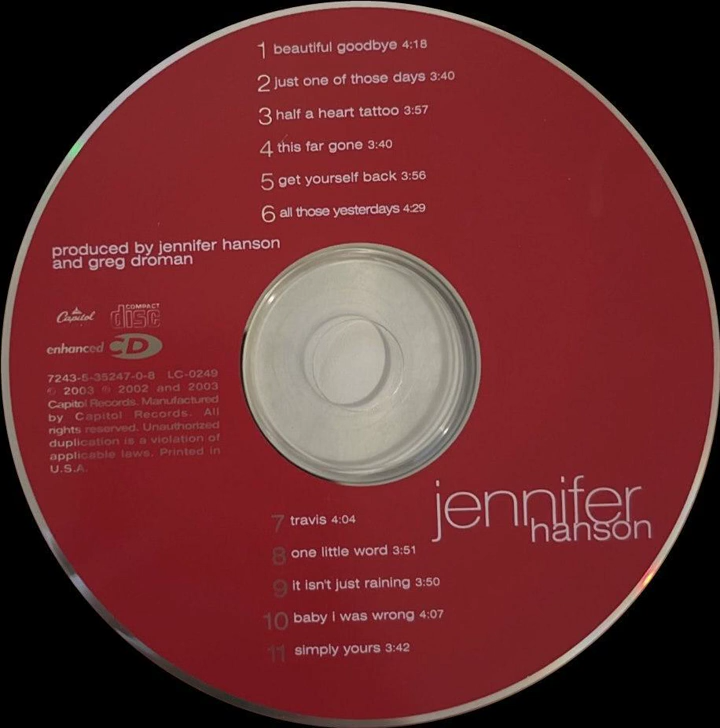 1 beautiful goodbye 4:18
2 just one of those days 3:40
3 half a heart tattoo 3:57
4 this far gone 3:40
5 get yourself back 3:56
6 all those yesterdays 4:29
produced by jennifer hanson
and greg droman
Capitol
COMPACT
disc
enhanced CD
7243-5-35247-0-8 LC-0249
© 2003 ℗ 2002 and 2003
Capitol Records. Manufactured
by Capitol Records. All
rights reserved. Unauthorized
duplication is a violation of
applicable laws. Printed in
U.S.A.
jennifer
hanson
7 travis 4:04
8 one little word 3:51
9 it isn't just raining 3:50
10 baby i was wrong 4:07
11 simply yours 3:42